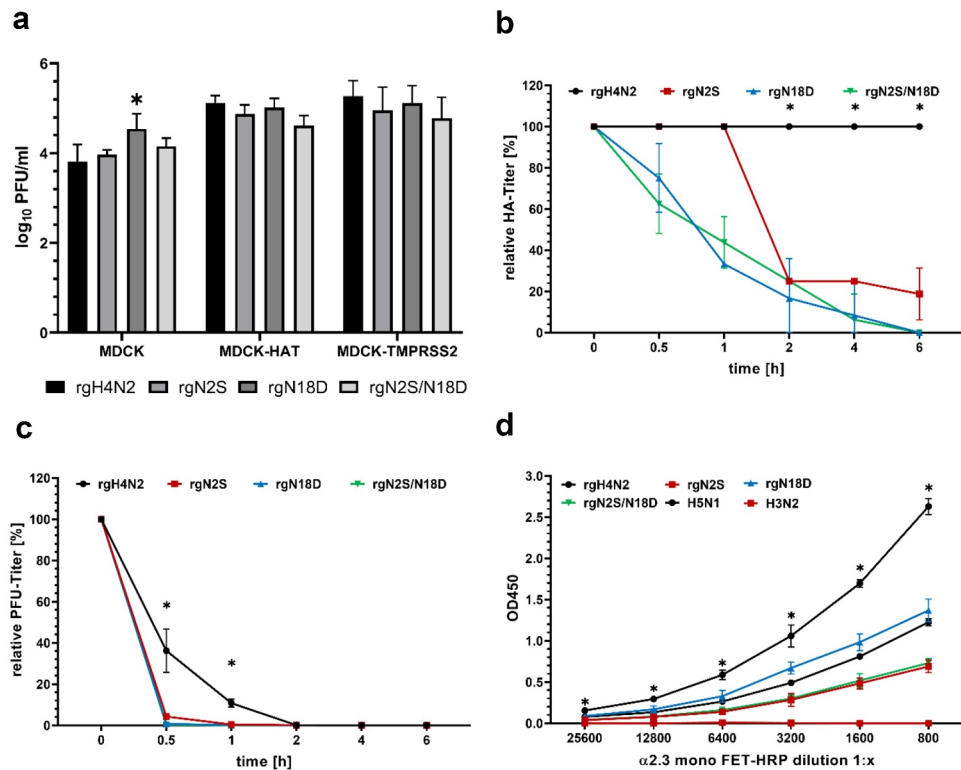 a
6
4
2
0
log10 PFU/ml
*
MDCK
MDCK-HAT
MDCK-TMPRSS2
rgH4N2 rgN2S rgN18D rgN2S/N18D
b
120
100
80
60
40
20
0
relative HA-Titer [%]
rgH4N2 rgN2S rgN18D rgN2S/N18D
* * *
0 0.5 1 2 4 6
time [h]
c
120
100
80
60
40
20
0
relative PFU-Titer [%]
rgH4N2 rgN2S rgN18D rgN2S/N18D
*
*
0 0.5 1 2 4 6
time [h]
d
3.0
2.5
2.0
1.5
1.0
0.5
0.0
OD450
rgH4N2 rgN2S rgN18D
rgN2S/N18D H5N1 H3N2
* * * * * *
25600 12800 6400 3200 1600 800
α2.3 mono FET-HRP dilution 1:x